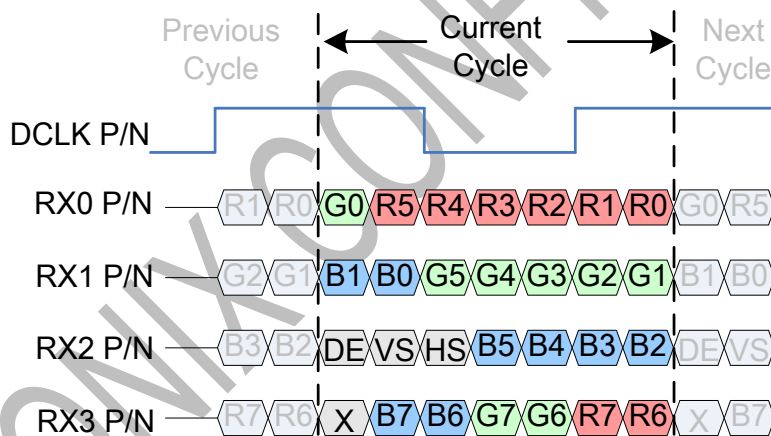 Previous Current Next
Cycle Cycle Cycle
DCLK P/N
RX0 P/N R1 R0 G0 R5 R4 R3 R2 R1 R0 G0 R5
RX1 P/N G2 G1 B1 B0 G5 G4 G3 G2 G1 B1 B0
RX2 P/N B3 B2 DE VS HS B5 B4 B3 B2 DE VS
RX3 P/N R7 R6 X B7 B6 G7 G6 R7 R6 X B7